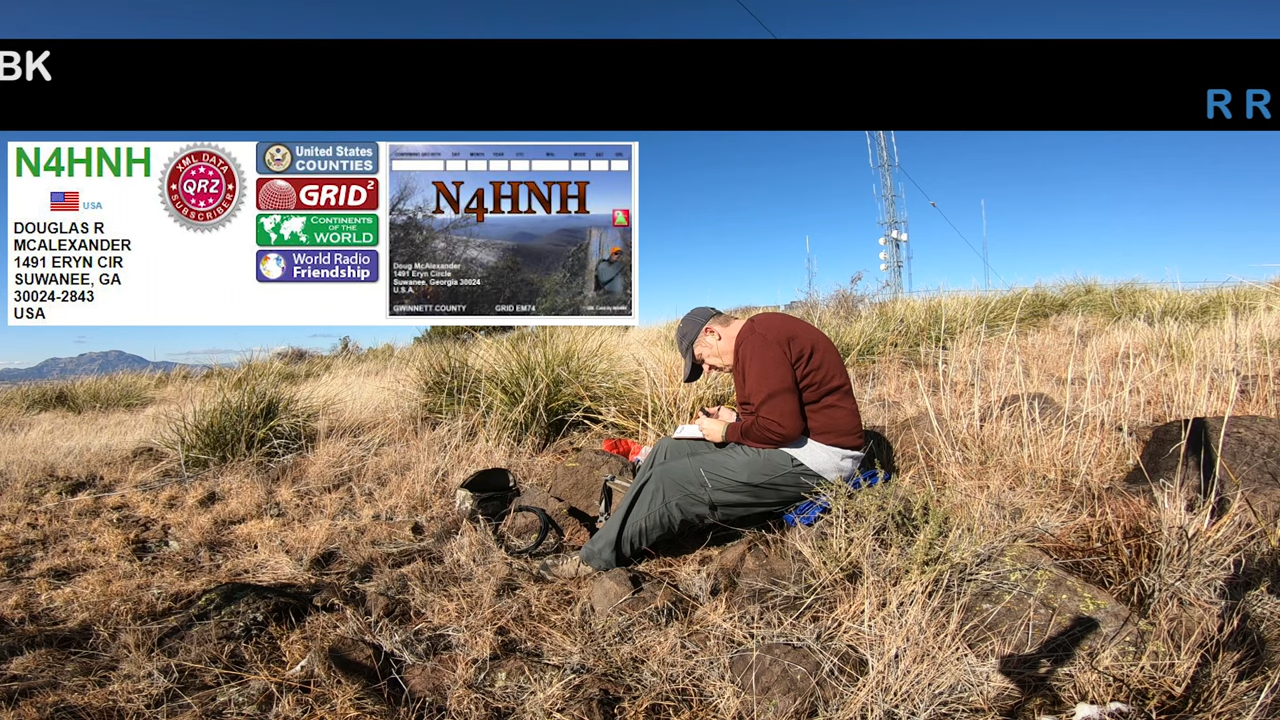 BK
R R
N4HNH
USA
DOUGLAS R
MCALEXANDER
1491 ERYN CIR
SUWANEE, GA
30024-2843
USA
XML DATA
QRZ
SUBSCRIBER
United States
COUNTIES
GRID2
CONTINENTS
OF THE
WORLD
World Radio
Friendship
N4HNH
Doug McAlexander
1491 Eryn Circle
Suwanee, Georgia 30024
U.S.A.
GWINNETT COUNTY GRID EM74